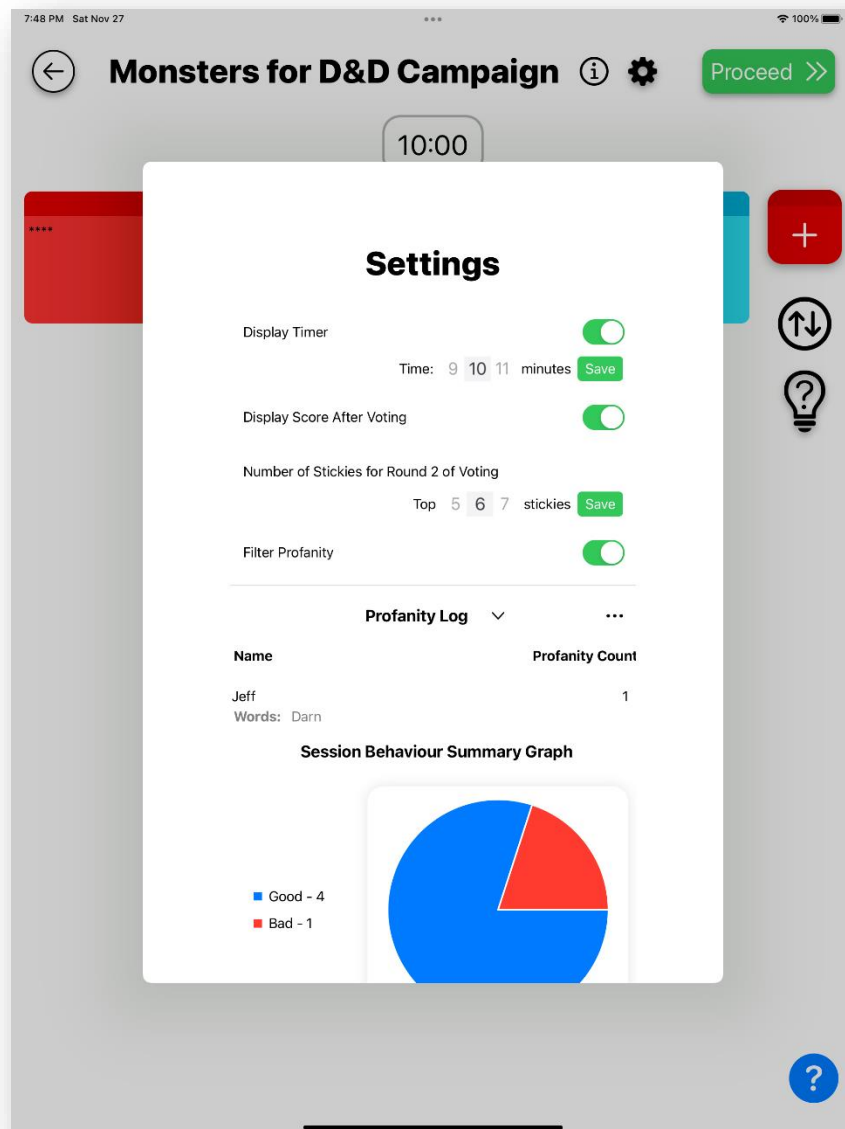 7:48 PM Sat Nov 27
100%
Monsters for D&D Campaign
Proceed
10:00
****
Settings
Display Timer
Time: 9 10 11 minutes Save
Display Score After Voting
Number of Stickies for Round 2 of Voting
Top 5 6 7 stickies Save
Filter Profanity
Profanity Log
Name Profanity Count
Jeff 1
Words: Darn
Session Behaviour Summary Graph
Good - 4
Bad - 1